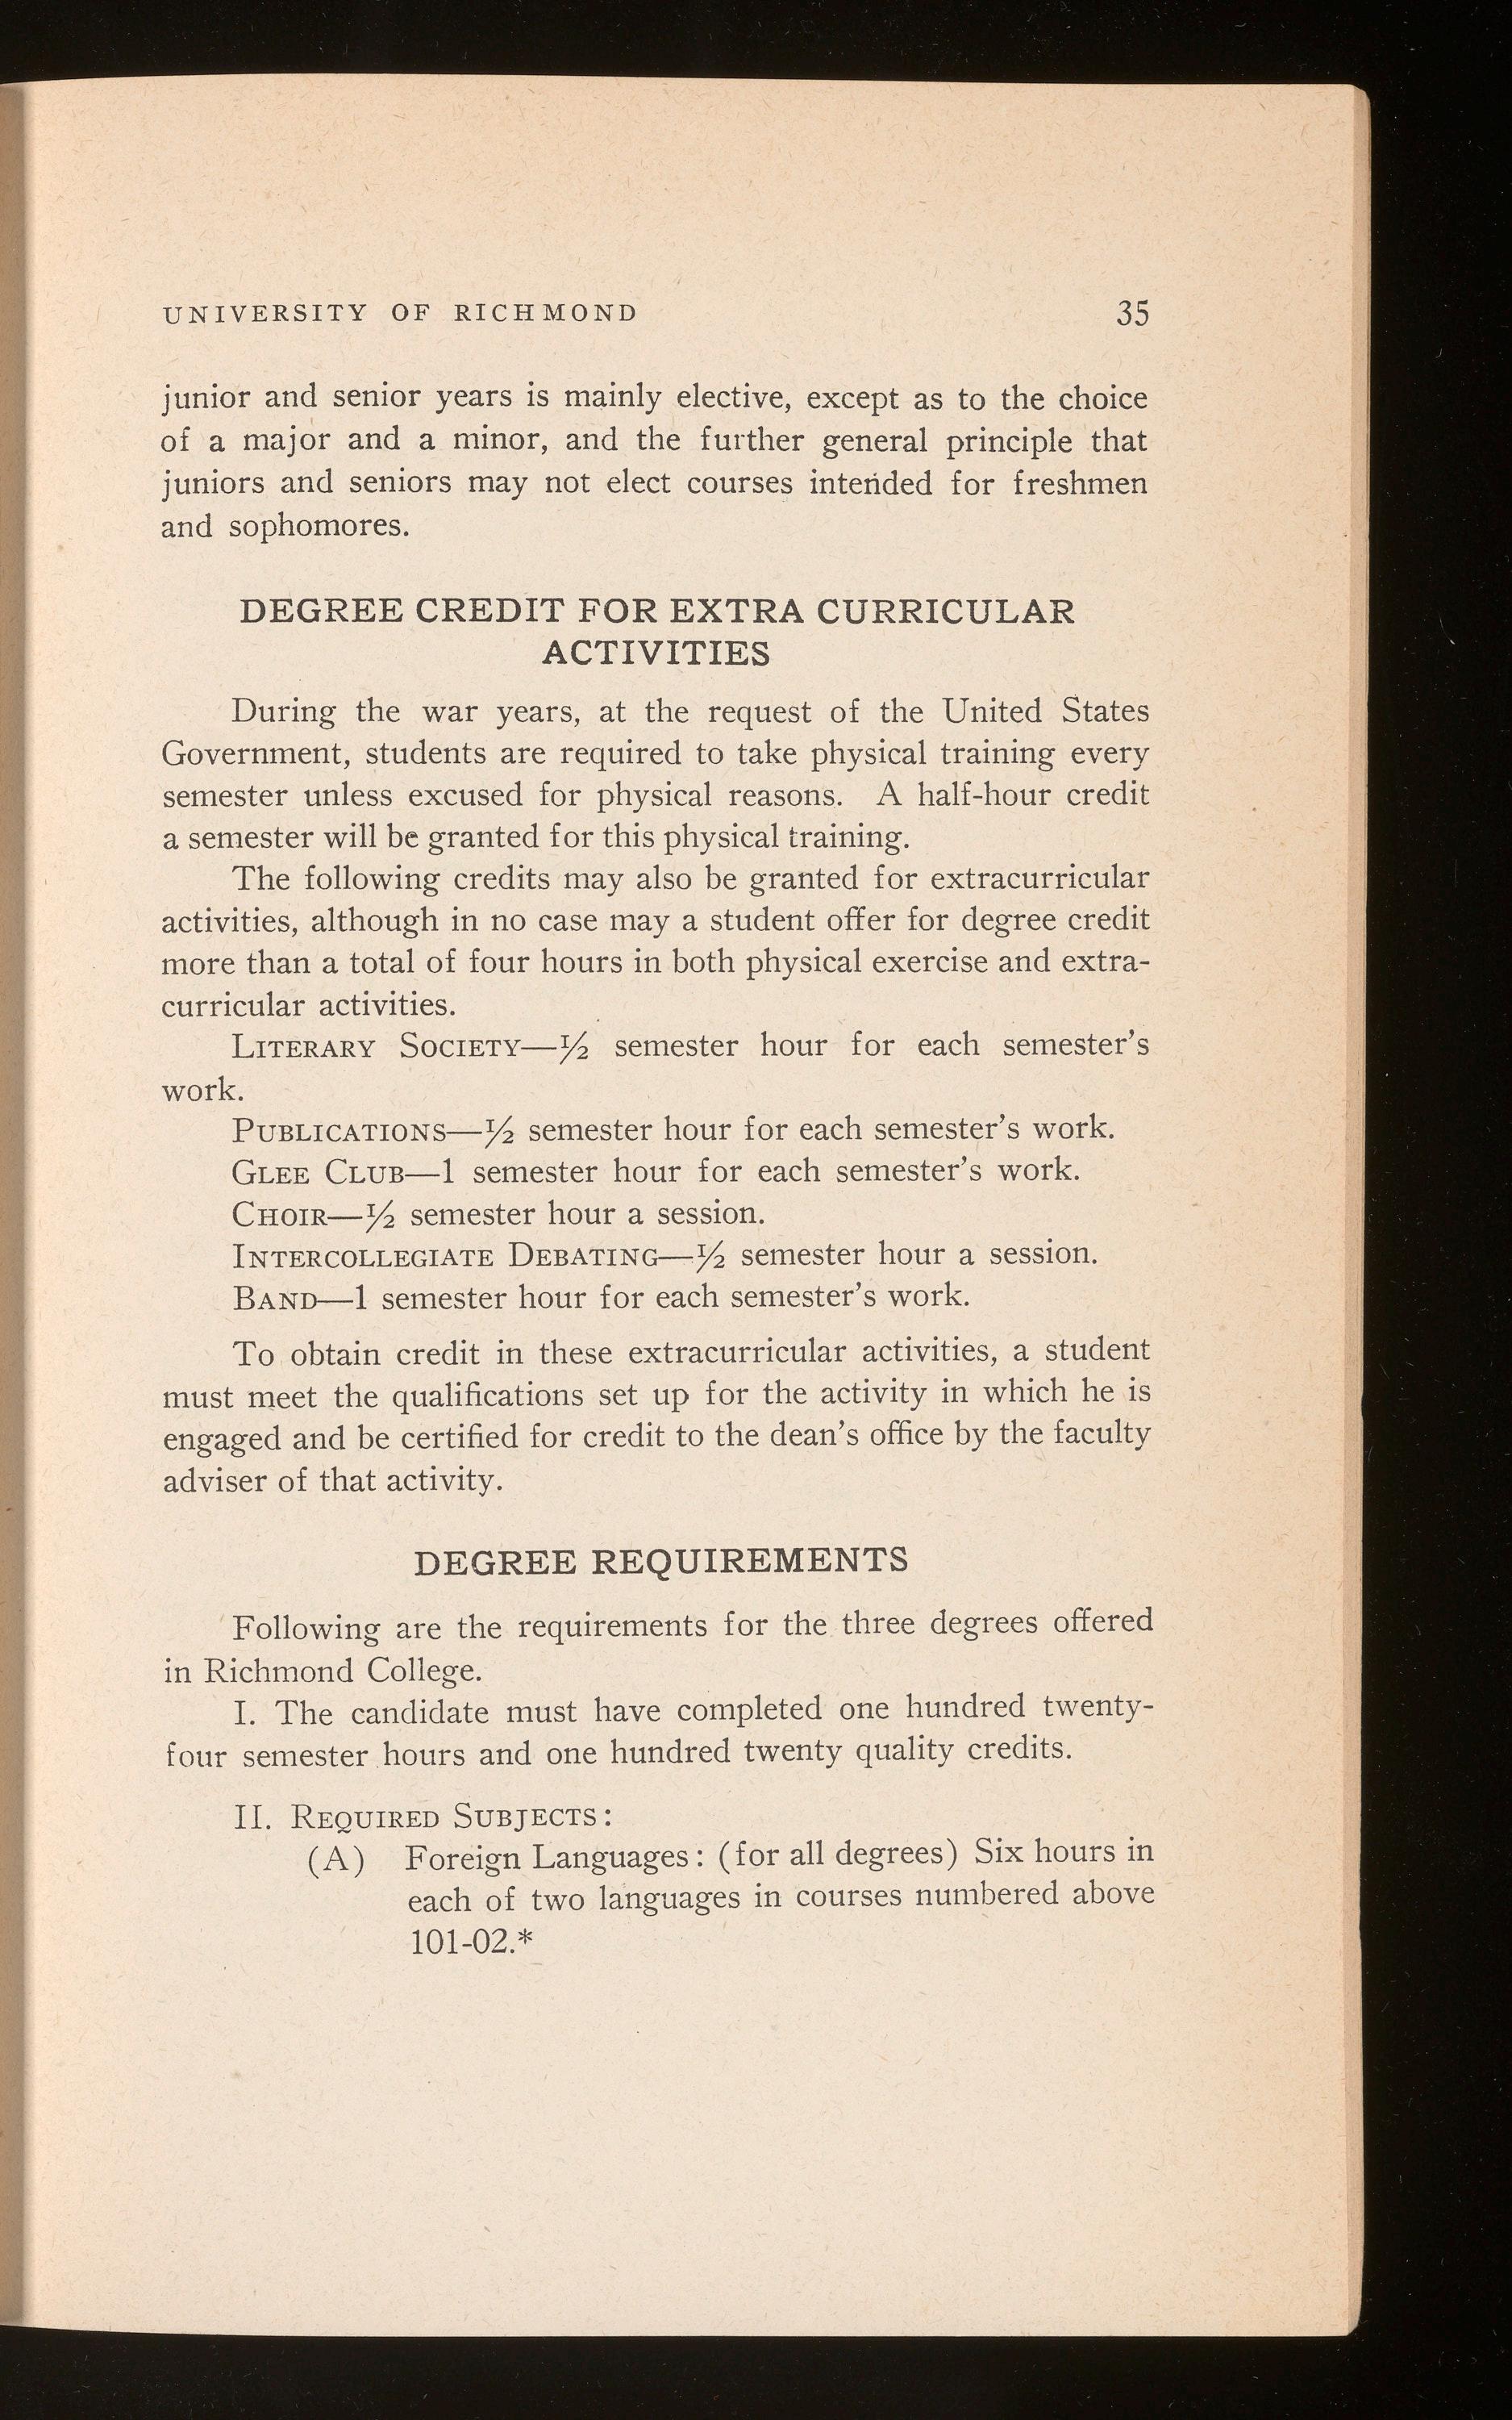 UNIVERSITY OF RICHMOND 35
junior and senior years is mainly elective, except as to the choice
of a major and a minor, and the further general principle that
juniors and seniors may not elect courses intended for freshmen
and sophomores.
DEGREE CREDIT FOR EXTRA CURRICULAR
ACTIVITIES
During the war years, at the request of the United States
Government, students are required to take physical training every
semester unless excused for physical reasons. A half-hour credit
a semester will be granted for this physical training.
The following credits may also be granted for extracurricular
activities, although in no case may a student offer for degree credit
more than a total of four hours in both physical exercise and extra-
curricular activities.
LITERARY SOCIETY—½ semester hour for each semester's
work.
PUBLICATIONS—½ semester hour for each semester's work.
GLEE CLUB—1 semester hour for each semester's work.
CHOIR—½ semester hour a session.
INTERCOLLEGIATE DEBATING—½ semester hour a session.
BAND—1 semester hour for each semester's work.
To obtain credit in these extracurricular activities, a student
must meet the qualifications set up for the activity in which he is
engaged and be certified for credit to the dean's office by the faculty
adviser of that activity.
DEGREE REQUIREMENTS
Following are the requirements for the three degrees offered
in Richmond College.
I. The candidate must have completed one hundred twenty-
four semester hours and one hundred twenty quality credits.
II. REQUIRED SUBJECTS:
(A) Foreign Languages: (for all degrees) Six hours in
each of two languages in courses numbered above
101-02.*